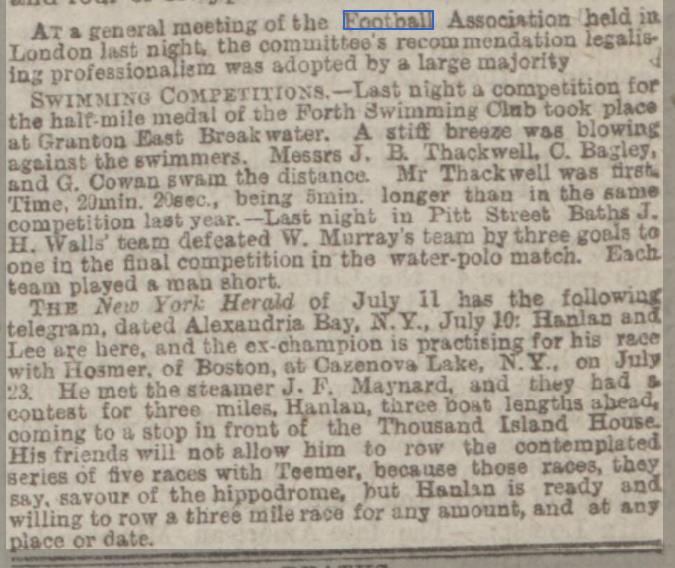 AT a general meeting of the Football Association held in
London last night, the committee's recommendation legalis-
ing professionalism was adopted by a large majority
SWIMMING COMPETITIONS.—Last night a competition for
the half-mile medal of the Forth Swimming Club took place
at Granton East Breakwater. A stiff breeze was blowing
against the swimmers. Messrs J. B. Thackwell, C. Bagley,
and G. Cowan swam the distance. Mr Thackwell was first.
Time, 20min. 20sec., being 5min. longer than in the same
competition last year.—Last night in Pitt Street Baths J.
H. Walls' team defeated W. Murray's team by three goals to
one in the final competition in the water-polo match. Each
team played a man short.
THE New York Herald of July 11 has the following
telegram, dated Alexandria Bay, N.Y., July 10: Hanlan and
Lee are here, and the ex-champion is practising for his race
with Hosmer, of Boston, at Cazenova Lake, N.Y., on July
23. He met the steamer J. F. Maynard, and they had a
contest for three miles, Hanlan, three boat lengths ahead,
coming to a stop in front of the Thousand Island House.
His friends will not allow him to row the contemplated
series of five races with Teemer, because those races, they
say, savour of the hippodrome, but Hanlan is ready and
willing to row a three mile race for any amount, and at any
place or date.